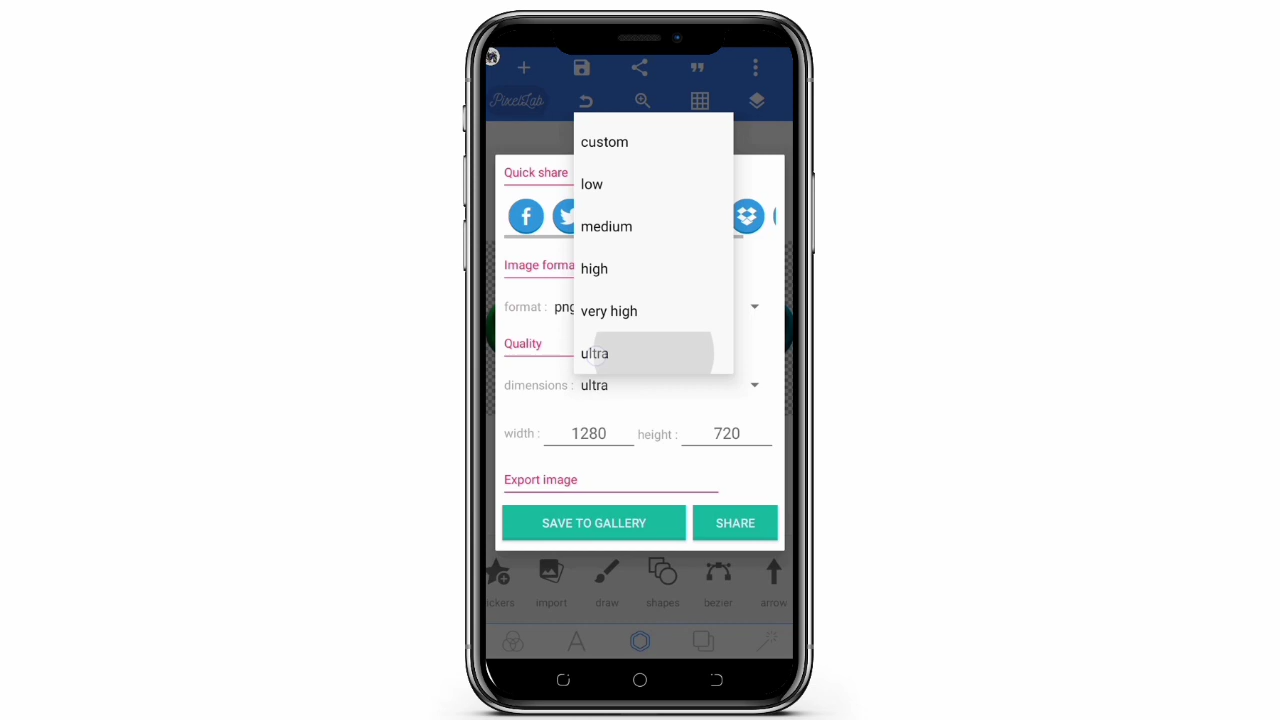 PixelLab
custom
low
medium
high
very high
ultra
Quick share
Image forma
format : png
Quality
dimensions : ultra
width : 1280 height : 720
Export image
SAVE TO GALLERY SHARE
ckers import draw shapes bezier arrow